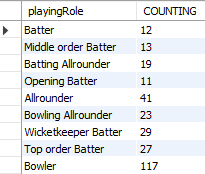 playingRole COUNTING
Batter 12
Middle order Batter 13
Batting Allrounder 19
Opening Batter 11
Allrounder 41
Bowling Allrounder 23
Wicketkeeper Batter 29
Top order Batter 27
Bowler 117